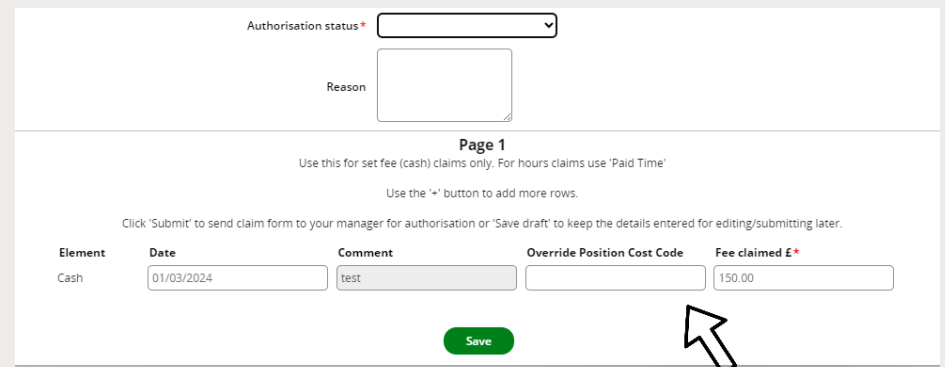 Authorisation status*
Reason
Page 1
Use this for set fee (cash) claims only. For hours claims use 'Paid Time'
Use the '+' button to add more rows.
Click 'Submit' to send claim form to your manager for authorisation or 'Save draft' to keep the details entered for editing/submitting later.
Element Date Comment Override Position Cost Code Fee claimed £*
Cash 01/03/2024 test 150.00
Save